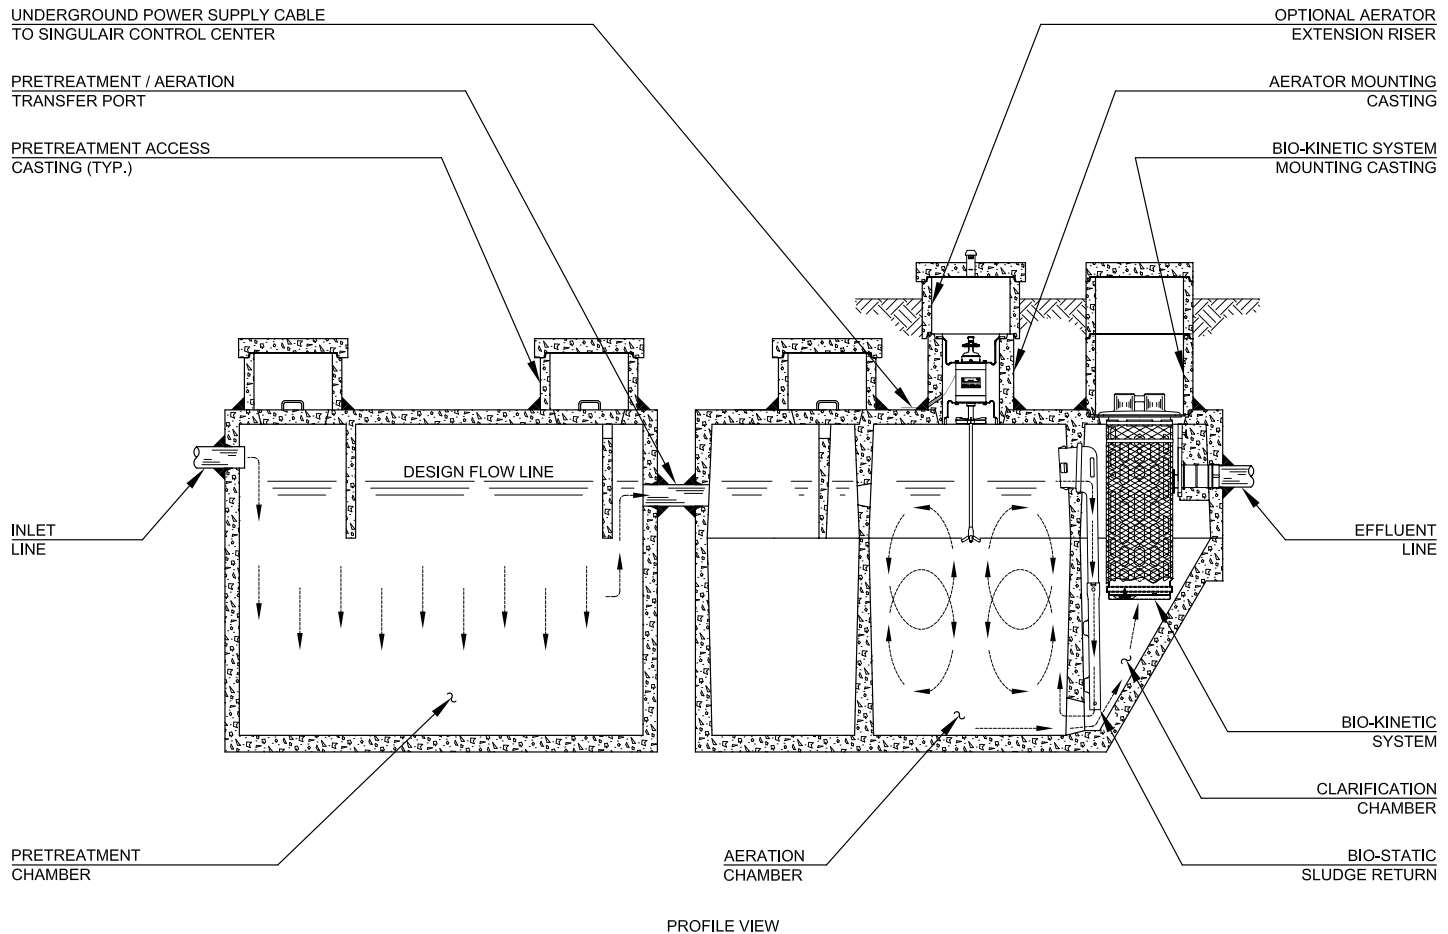 UNDERGROUND POWER SUPPLY CABLE
TO SINGULAIR CONTROL CENTER
PRETREATMENT / AERATION
TRANSFER PORT
PRETREATMENT ACCESS
CASTING (TYP.)
OPTIONAL AERATOR
EXTENSION RISER
AERATOR MOUNTING
CASTING
BIO-KINETIC SYSTEM
MOUNTING CASTING
DESIGN FLOW LINE
INLET
LINE
EFFLUENT
LINE
BIO-KINETIC
SYSTEM
CLARIFICATION
CHAMBER
PRETREATMENT
CHAMBER
AERATION
CHAMBER
BIO-STATIC
SLUDGE RETURN
PROFILE VIEW